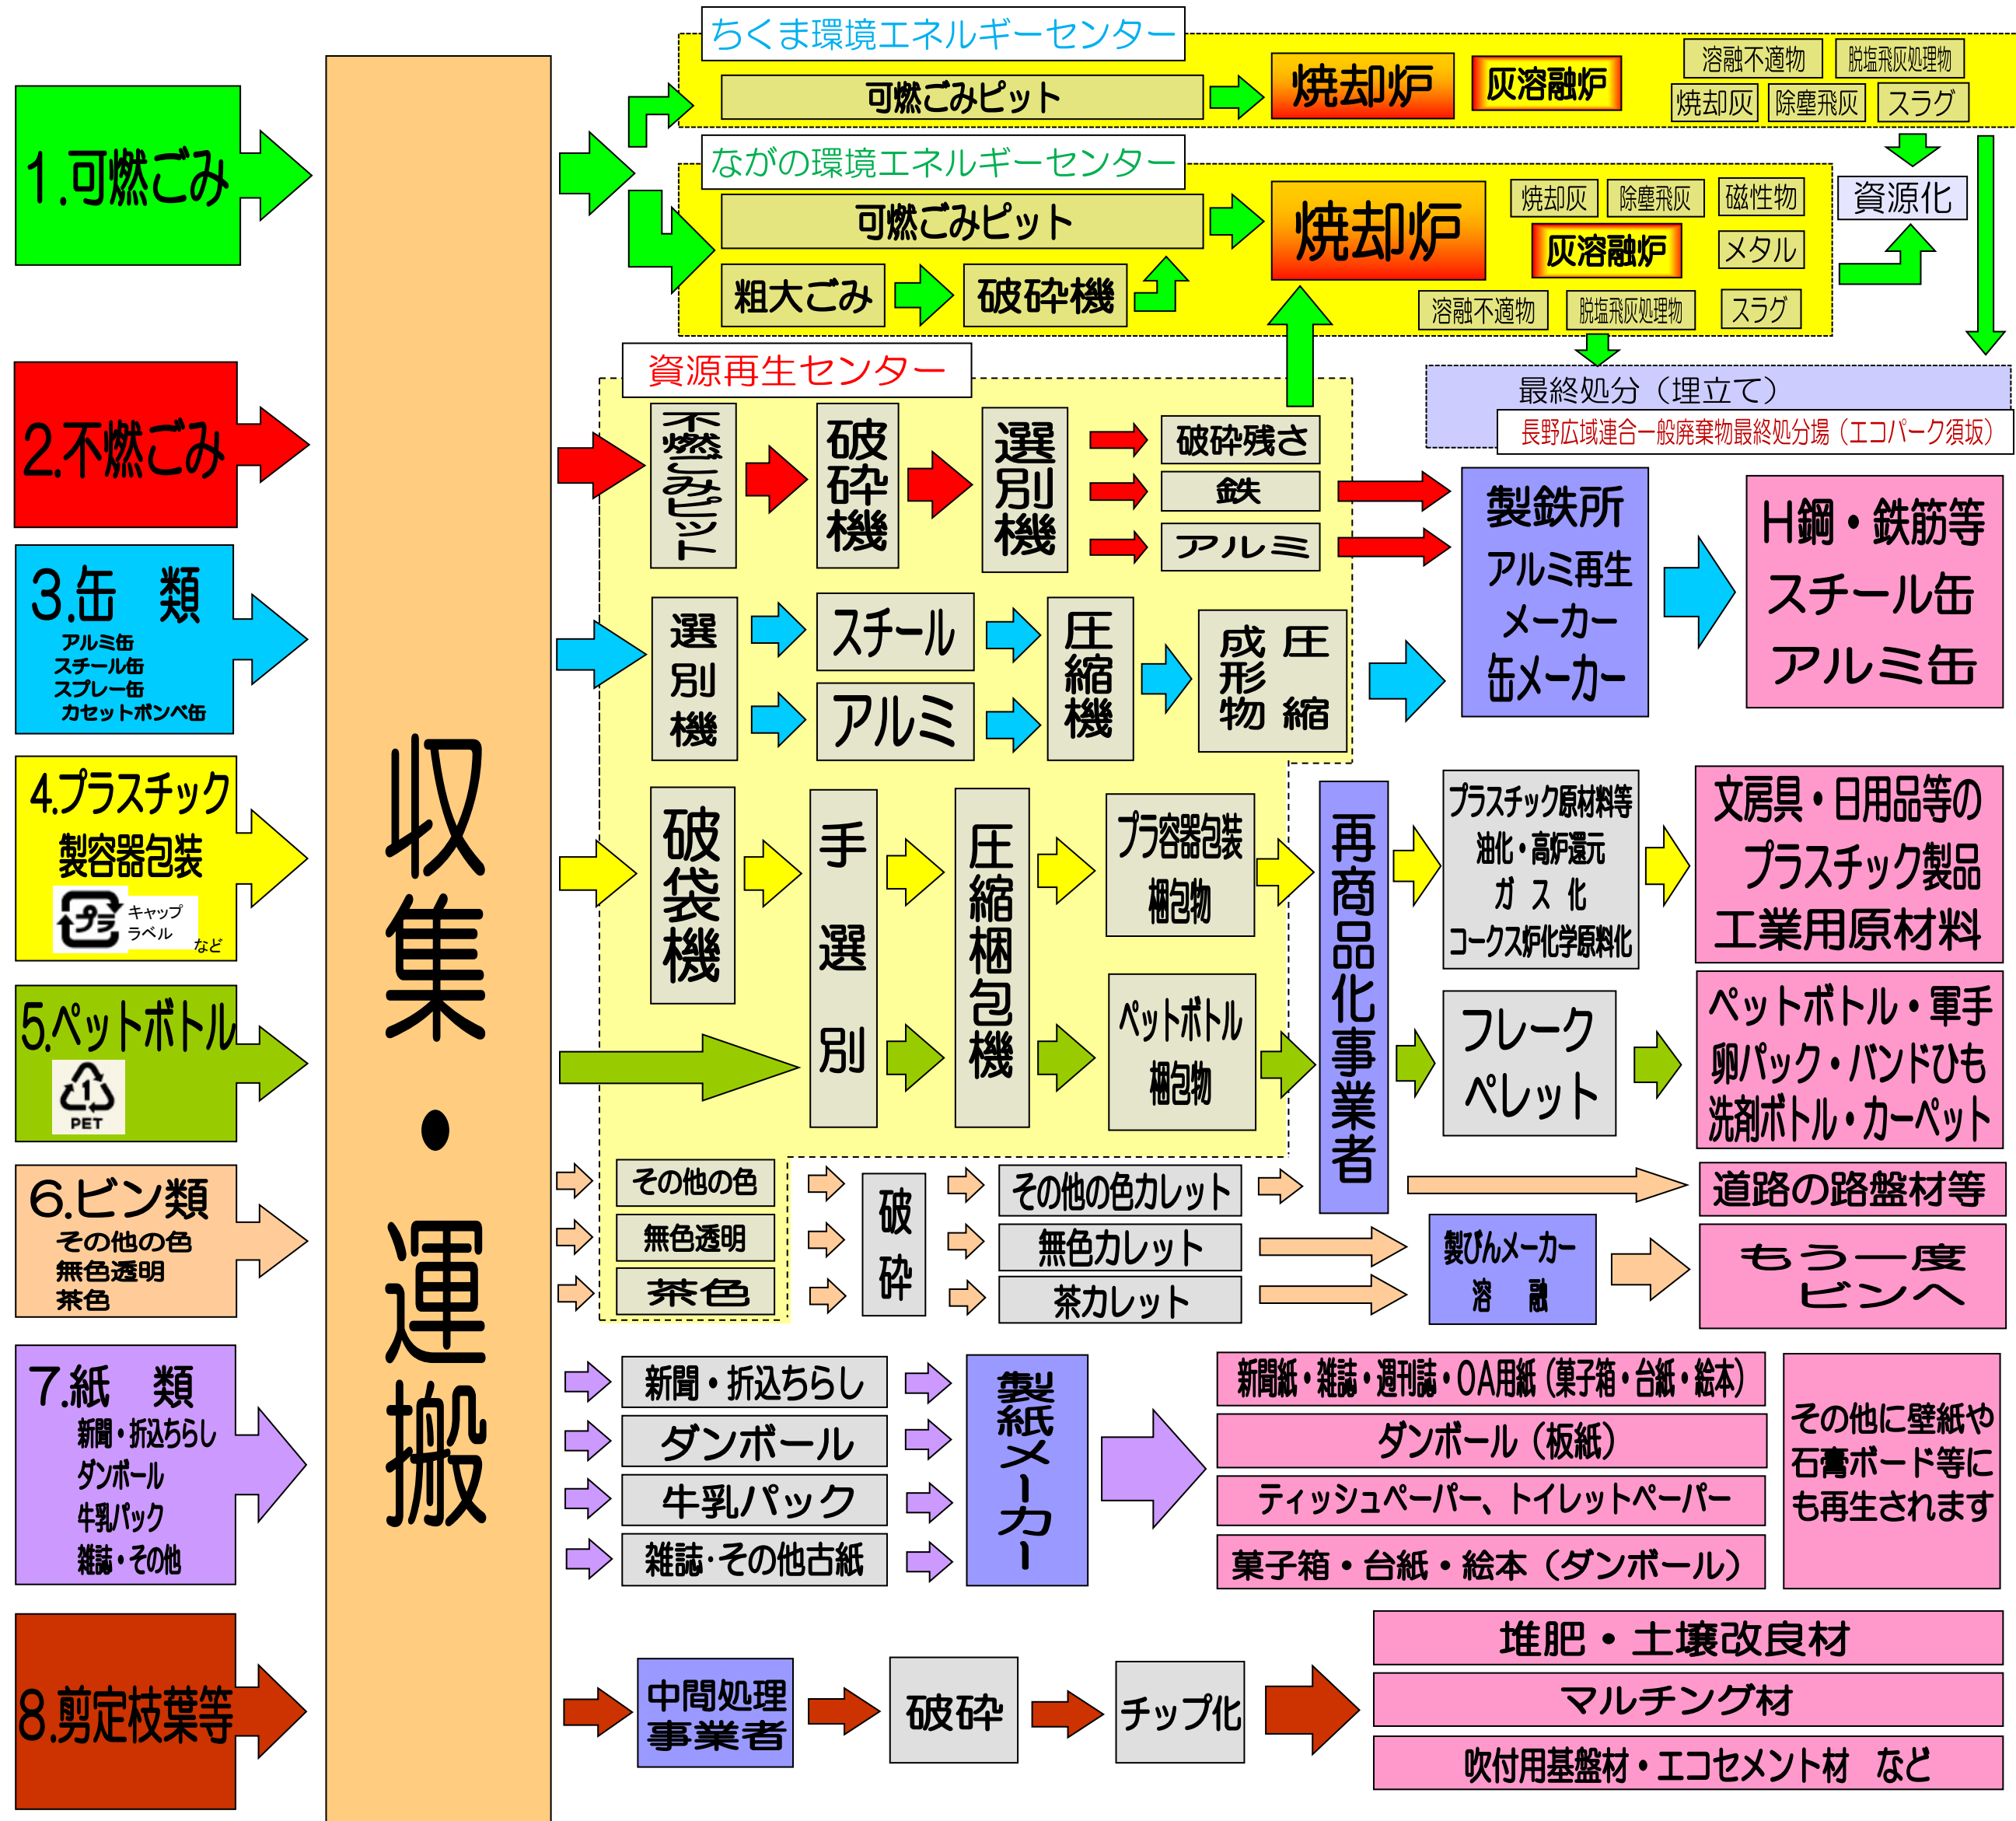 1.可燃ごみ
2.不燃ごみ
3.缶　類
アルミ缶
スチール缶
スプレー缶
カセットボンベ缶
4.プラスチック
製容器包装
プラ
キャップ
ラベル
など
5.ペットボトル
1
PET
6.ビン類
その他の色
無色透明
茶色
7.紙　類
新聞・折込ちらし
ダンボール
牛乳パック
雑誌・その他
8.剪定枝葉等
収集・運搬
ちくま環境エネルギーセンター
可燃ごみピット
焼却炉
灰溶融炉
溶融不適物
脱塩飛灰処理物
焼却灰
除塵飛灰
スラグ
ながの環境エネルギーセンター
可燃ごみピット
粗大ごみ
破砕機
焼却炉
焼却灰
除塵飛灰
磁性物
灰溶融炉
メタル
溶融不適物
脱塩飛灰処理物
スラグ
資源化
最終処分（埋立て）
長野広域連合一般廃棄物最終処分場（エコパーク須坂）
資源再生センター
不燃ごみピット
破砕機
選別機
破砕残さ
鉄
アルミ
製鉄所
アルミ再生
メーカー
缶メーカー
H鋼・鉄筋等
スチール缶
アルミ缶
選別機
スチール
アルミ
圧縮機
圧縮
成形物
破袋機
手選別
圧縮梱包機
プラ容器包装
梱包物
ペットボトル
梱包物
再商品化事業者
プラスチック原材料等
油化・高炉還元
ガス化
コークス炉化学原料化
文房具・日用品等の
プラスチック製品
工業用原材料
フレーク
ペレット
ペットボトル・軍手
卵パック・バンドひも
洗剤ボトル・カーペット
その他の色
無色透明
茶色
破砕
その他の色カレット
無色カレット
茶カレット
道路の路盤材等
製びんメーカー
溶　融
もう一度
ビンへ
新聞・折込ちらし
ダンボール
牛乳パック
雑誌・その他古紙
製紙メーカー
新聞紙・雑誌・週刊誌・OA用紙（菓子箱・台紙・絵本）
ダンボール（板紙）
ティッシュペーパー、トイレットペーパー
菓子箱・台紙・絵本（ダンボール）
その他に壁紙や
石膏ボード等に
も再生されます
中間処理
事業者
破砕
チップ化
堆肥・土壌改良材
マルチング材
吹付用基盤材・エコセメント材　など